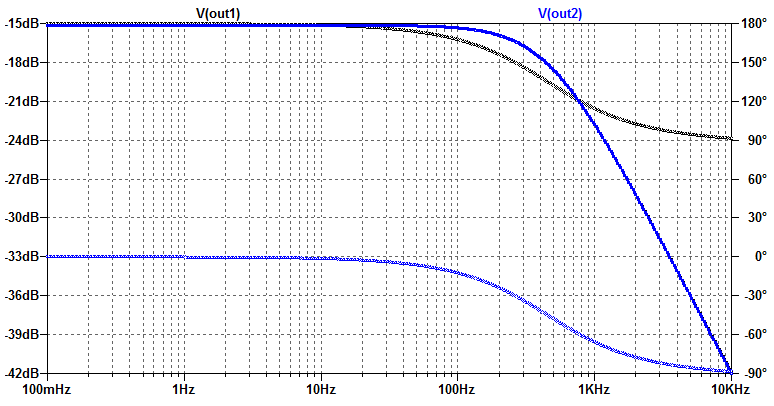 V(out1) V(out2)
-15dB 180°
-18dB 150°
-21dB 120°
-24dB 90°
-27dB 60°
-30dB 30°
-33dB 0°
-36dB -30°
-39dB -60°
-42dB -90°
100mHz 1Hz 10Hz 100Hz 1KHz 10KHz